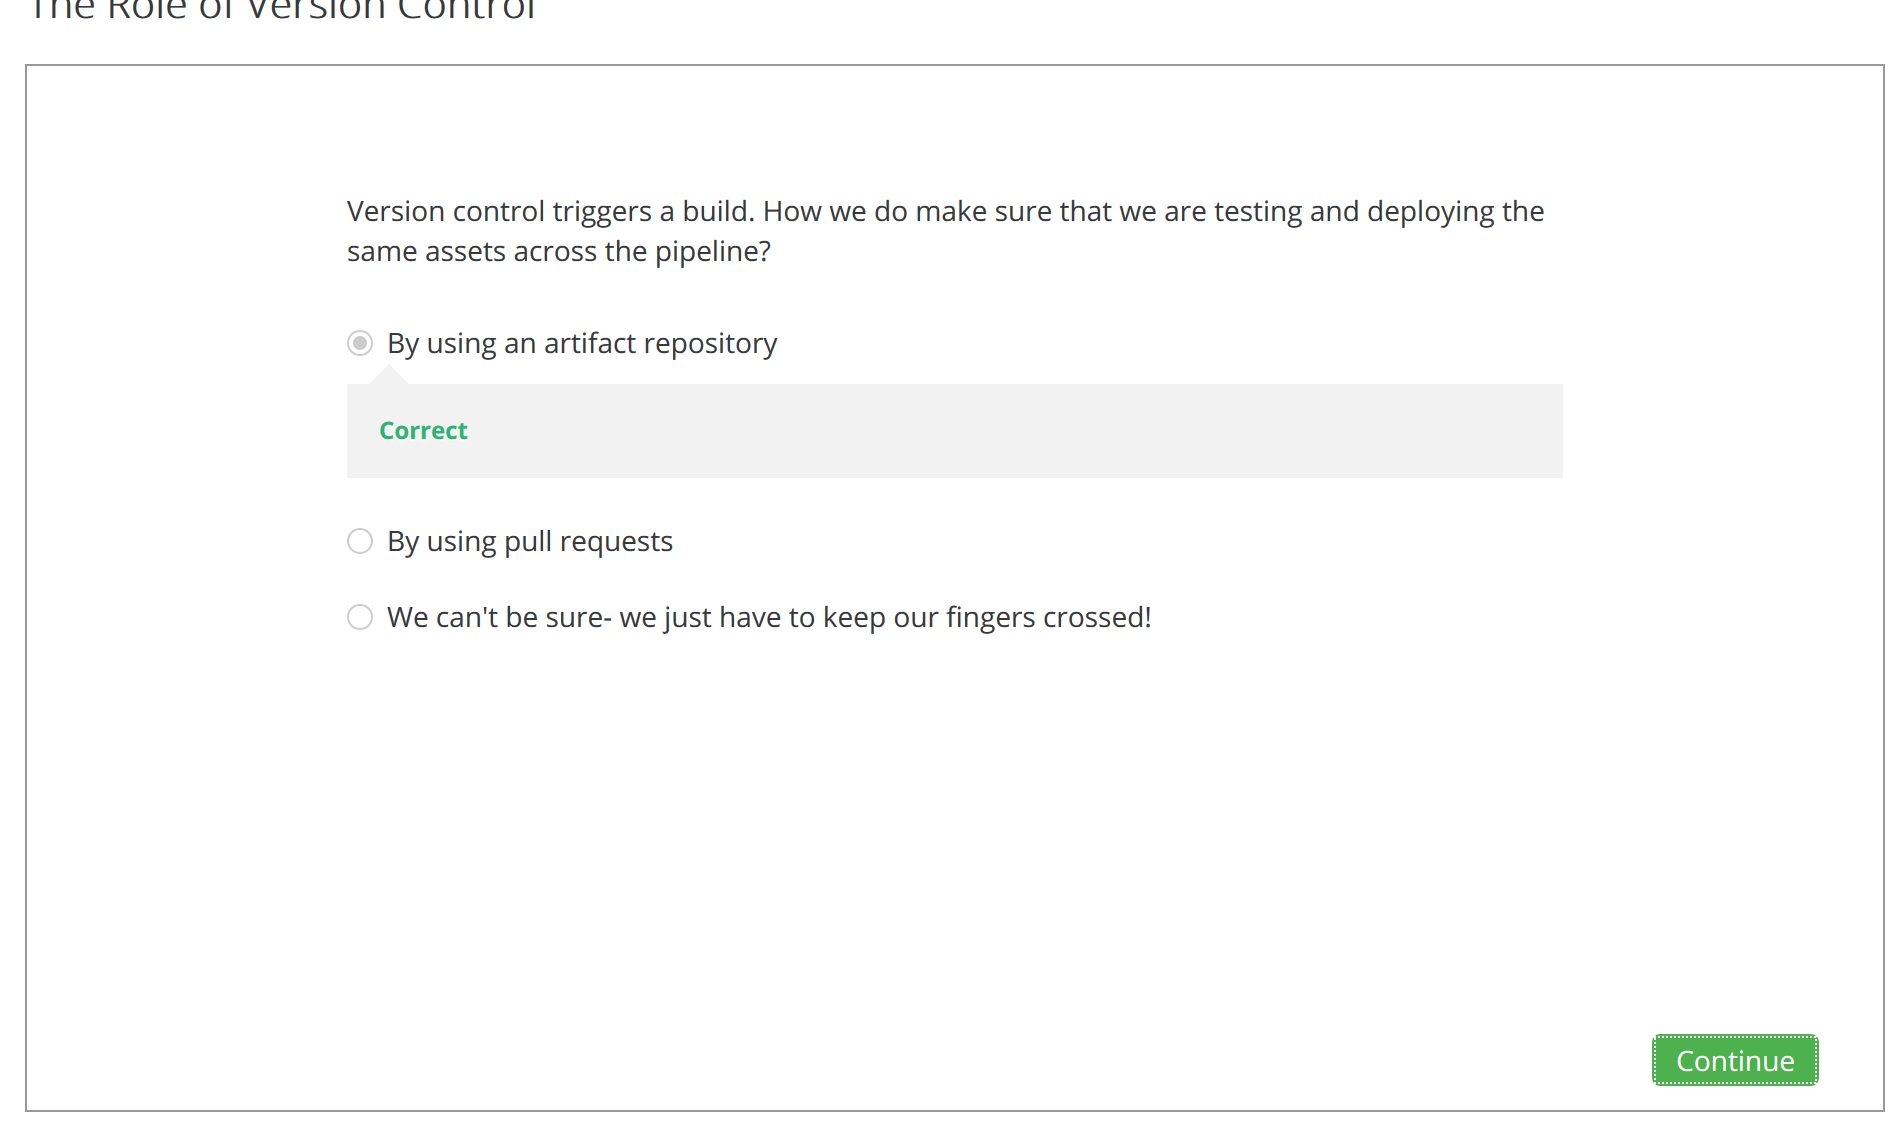 The Role of Version Control
Version control triggers a build. How we do make sure that we are testing and deploying the
same assets across the pipeline?
By using an artifact repository
Correct
By using pull requests
We can't be sure- we just have to keep our fingers crossed!
Continue